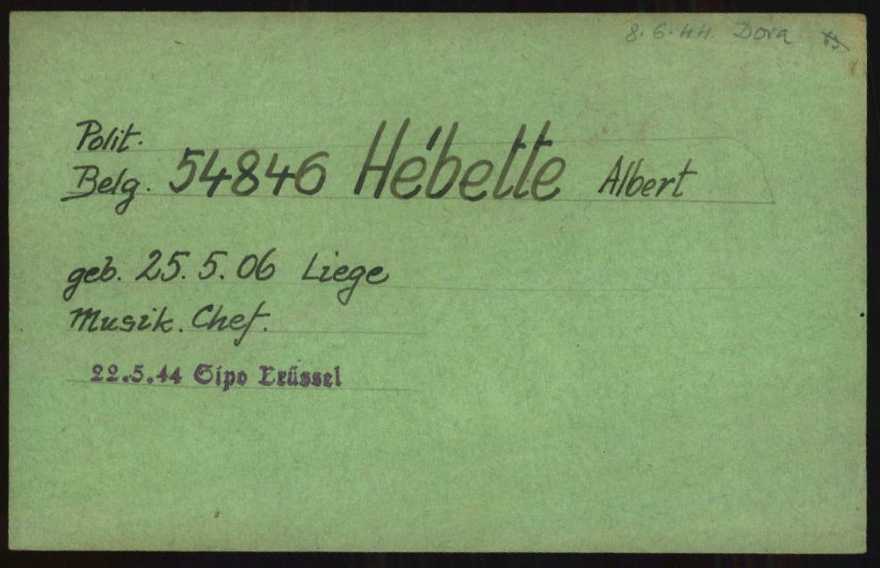 8.6.44. Dora
Polit.
Belg. 54846 Hébette Albert
geb. 25.5.06 Liege
Musik. Chef.
22.5.44 Sipo Brüssel